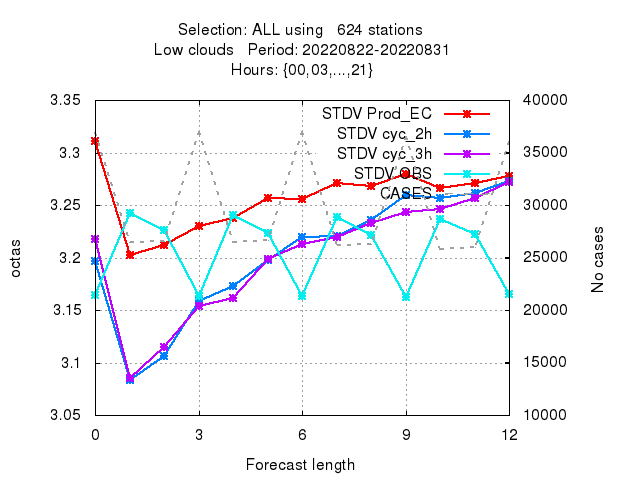 Selection: ALL using   624 stations
Low clouds   Period: 20220822-20220831
Hours: {00,03,...,21}
3.35
3.3
3.25
3.2
3.15
3.1
3.05
40000
35000
30000
25000
20000
15000
10000
octas
No cases
STDV Prod_EC
STDV cyc_2h
STDV cyc_3h
STDV OBS
CASES
0
3
6
9
12
Forecast length